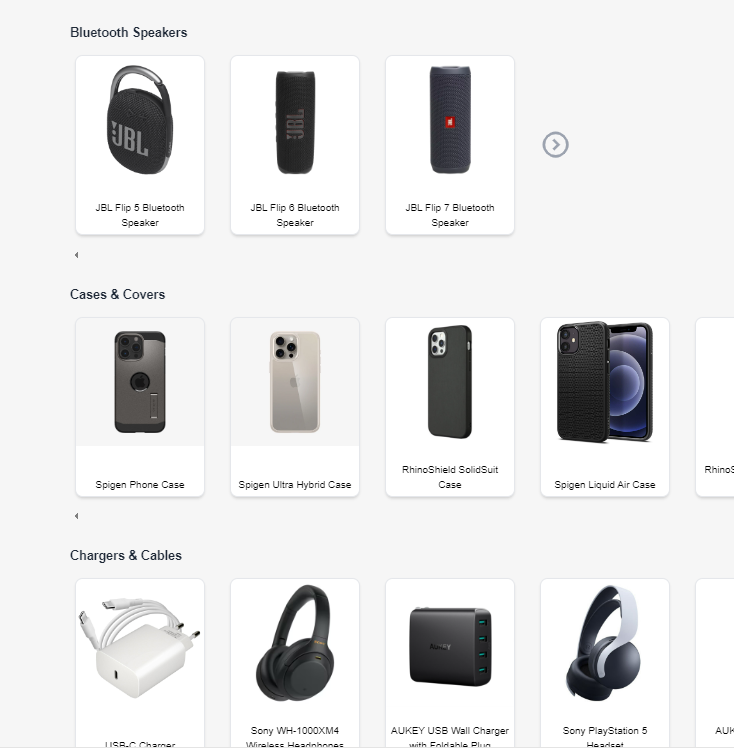 Bluetooth Speakers
JBL
JBL
JBL
JBL Flip 5 Bluetooth
Speaker
JBL Flip 6 Bluetooth
Speaker
JBL Flip 7 Bluetooth
Speaker
Cases & Covers
Spigen Phone Case
Spigen Ultra Hybrid Case
RhinoShield SolidSuit
Case
Spigen Liquid Air Case
RhinoS
Chargers & Cables
AUKEY
USB-C Charger
Sony WH-1000XM4
Wireless Headphones
AUKEY USB Wall Charger
with Foldable Plug
Sony PlayStation 5
Headset
AUK